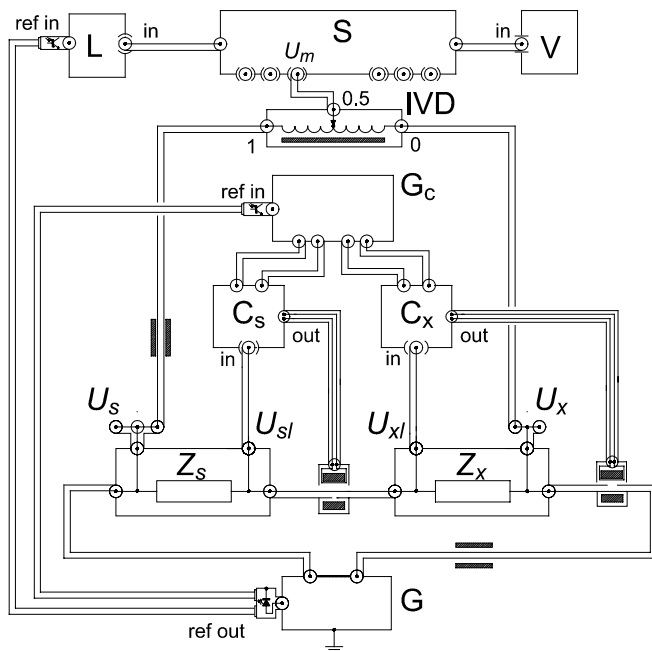 ref in
L
in
S
in
V
U_m
0.5
IVD
1
0
ref in
G_c
C_s
out
in
C_x
out
in
U_s
U_sl
U_xl
U_x
Z_s
Z_x
G
ref out